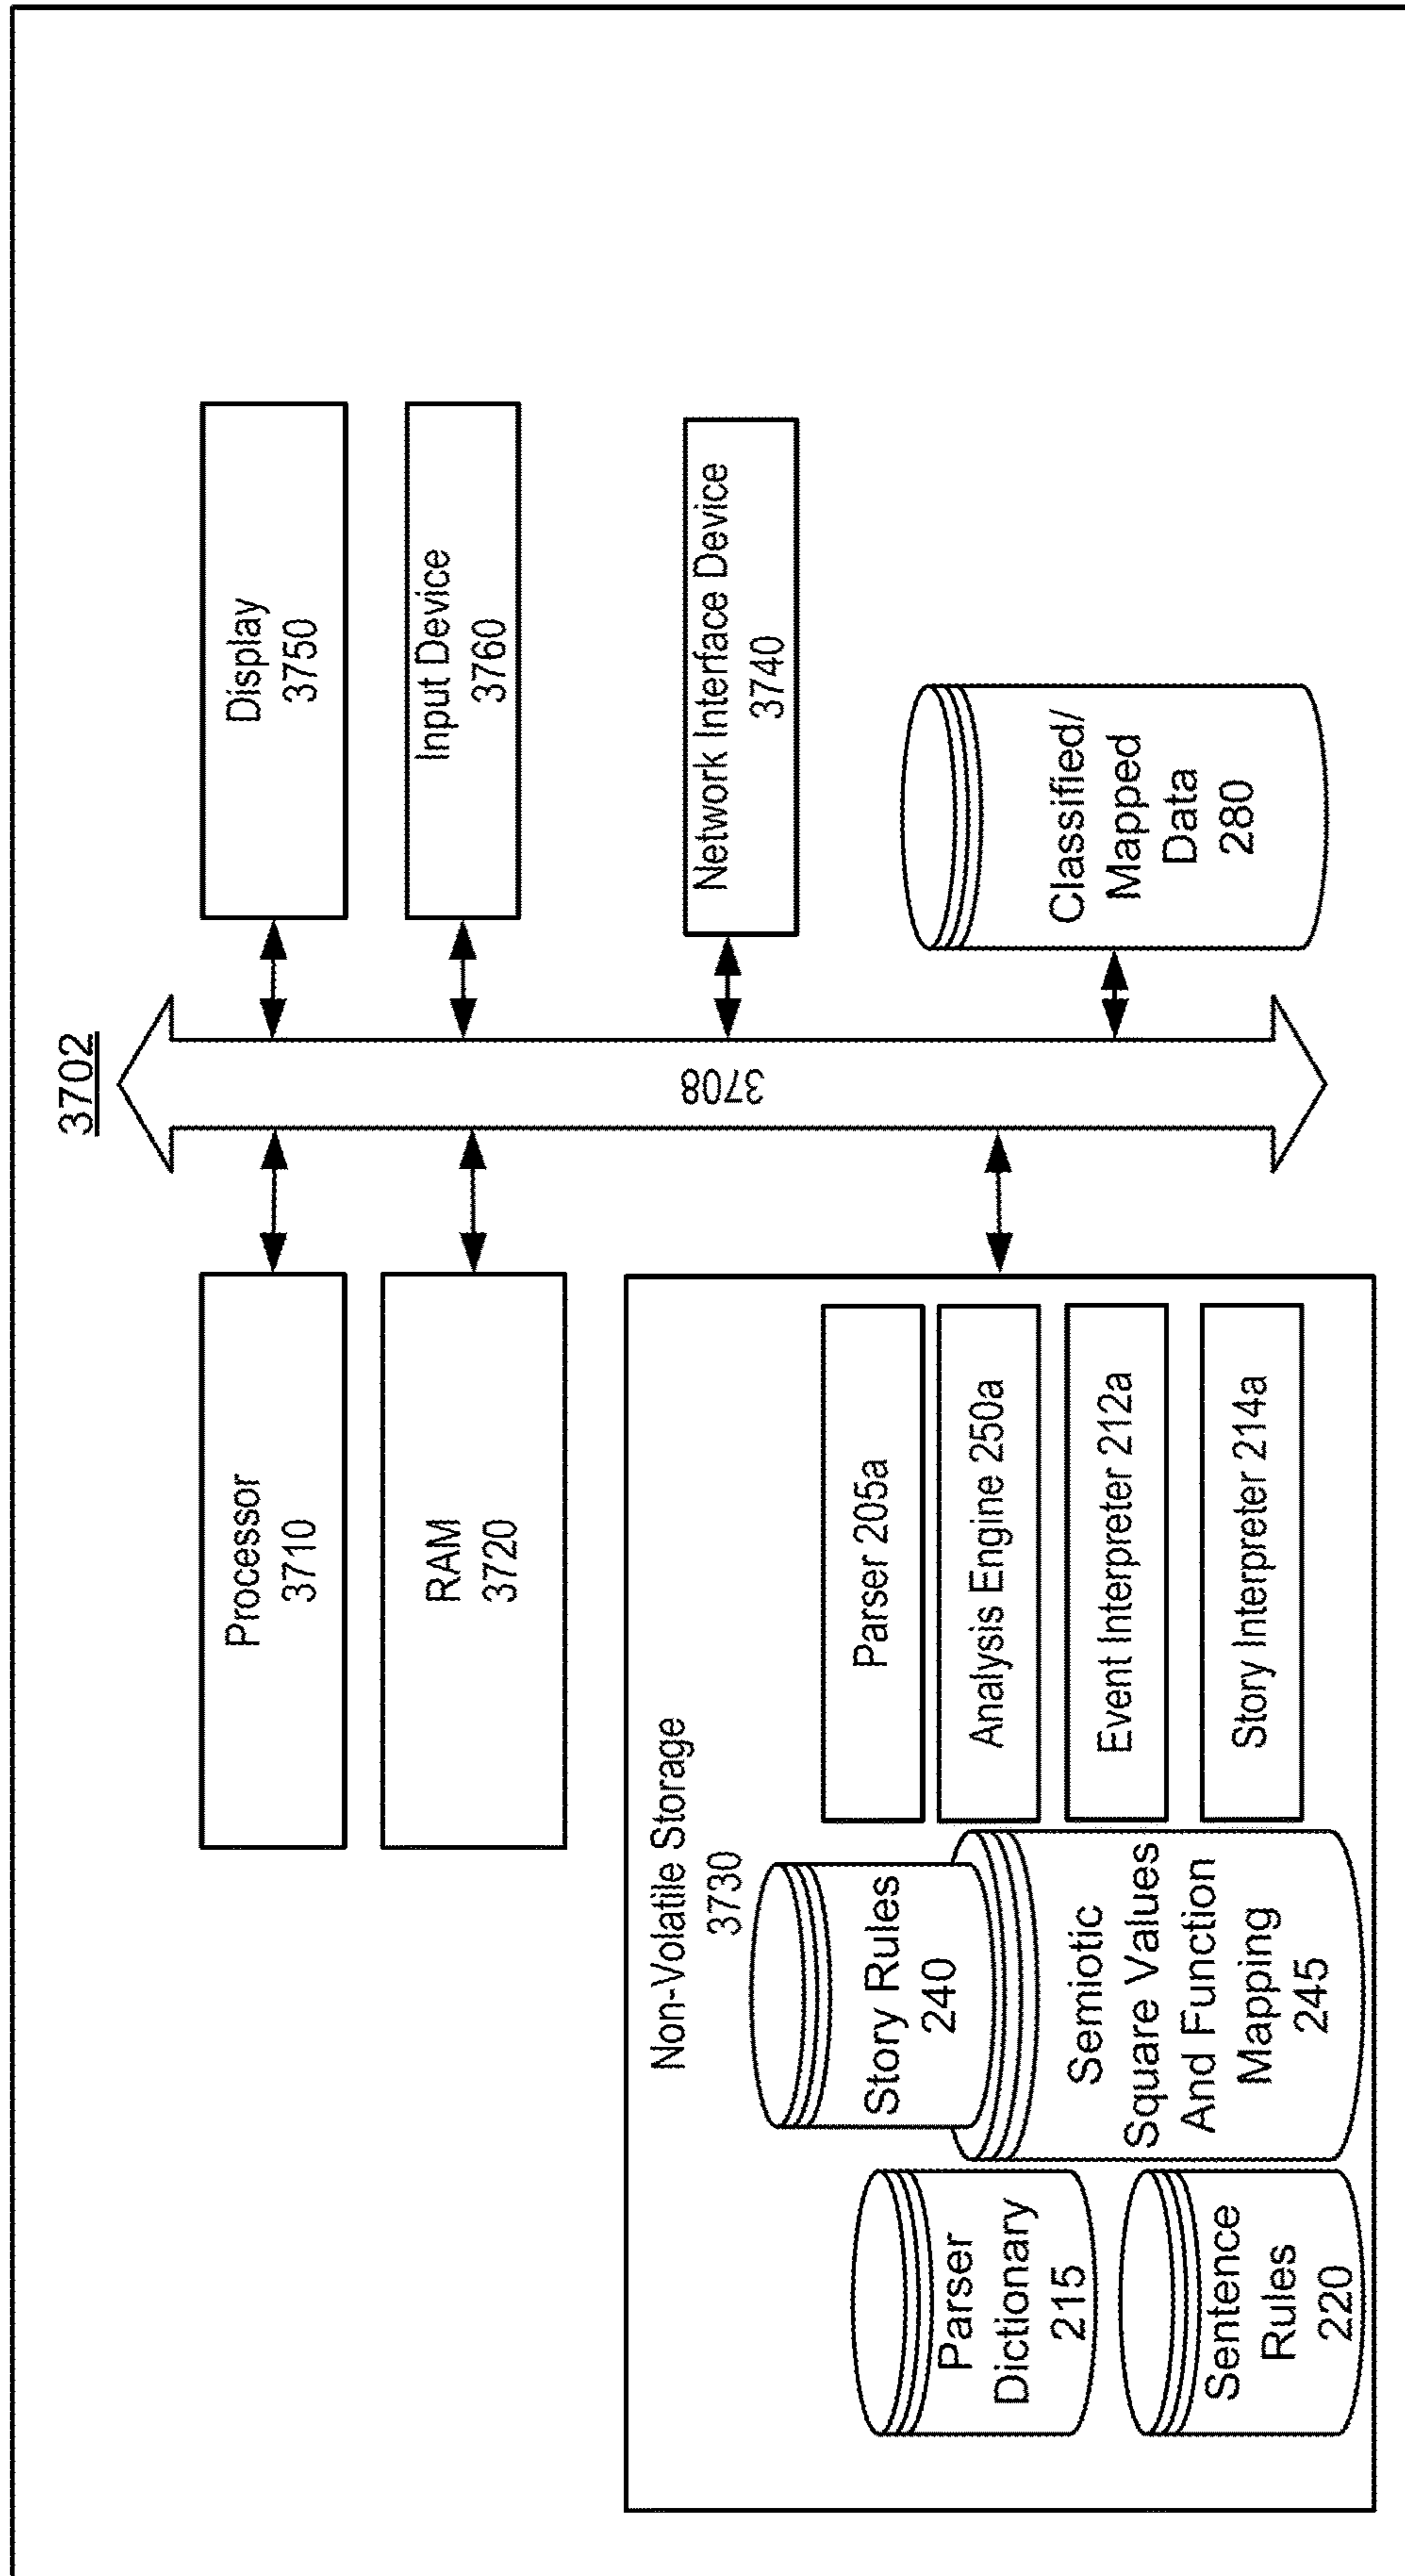 3702
Processor
3710
RAM
3720
Display
3750
Input Device
3760
3708
Network Interface Device
3740
Non-Volatile Storage
3730
Parser 205a
Analysis Engine 250a
Event Interpreter 212a
Story Interpreter 214a
Story Rules
240
Semiotic
Square Values
And Function
Mapping
245
Parser
Dictionary
215
Sentence
Rules
220
Classified/
Mapped
Data
280